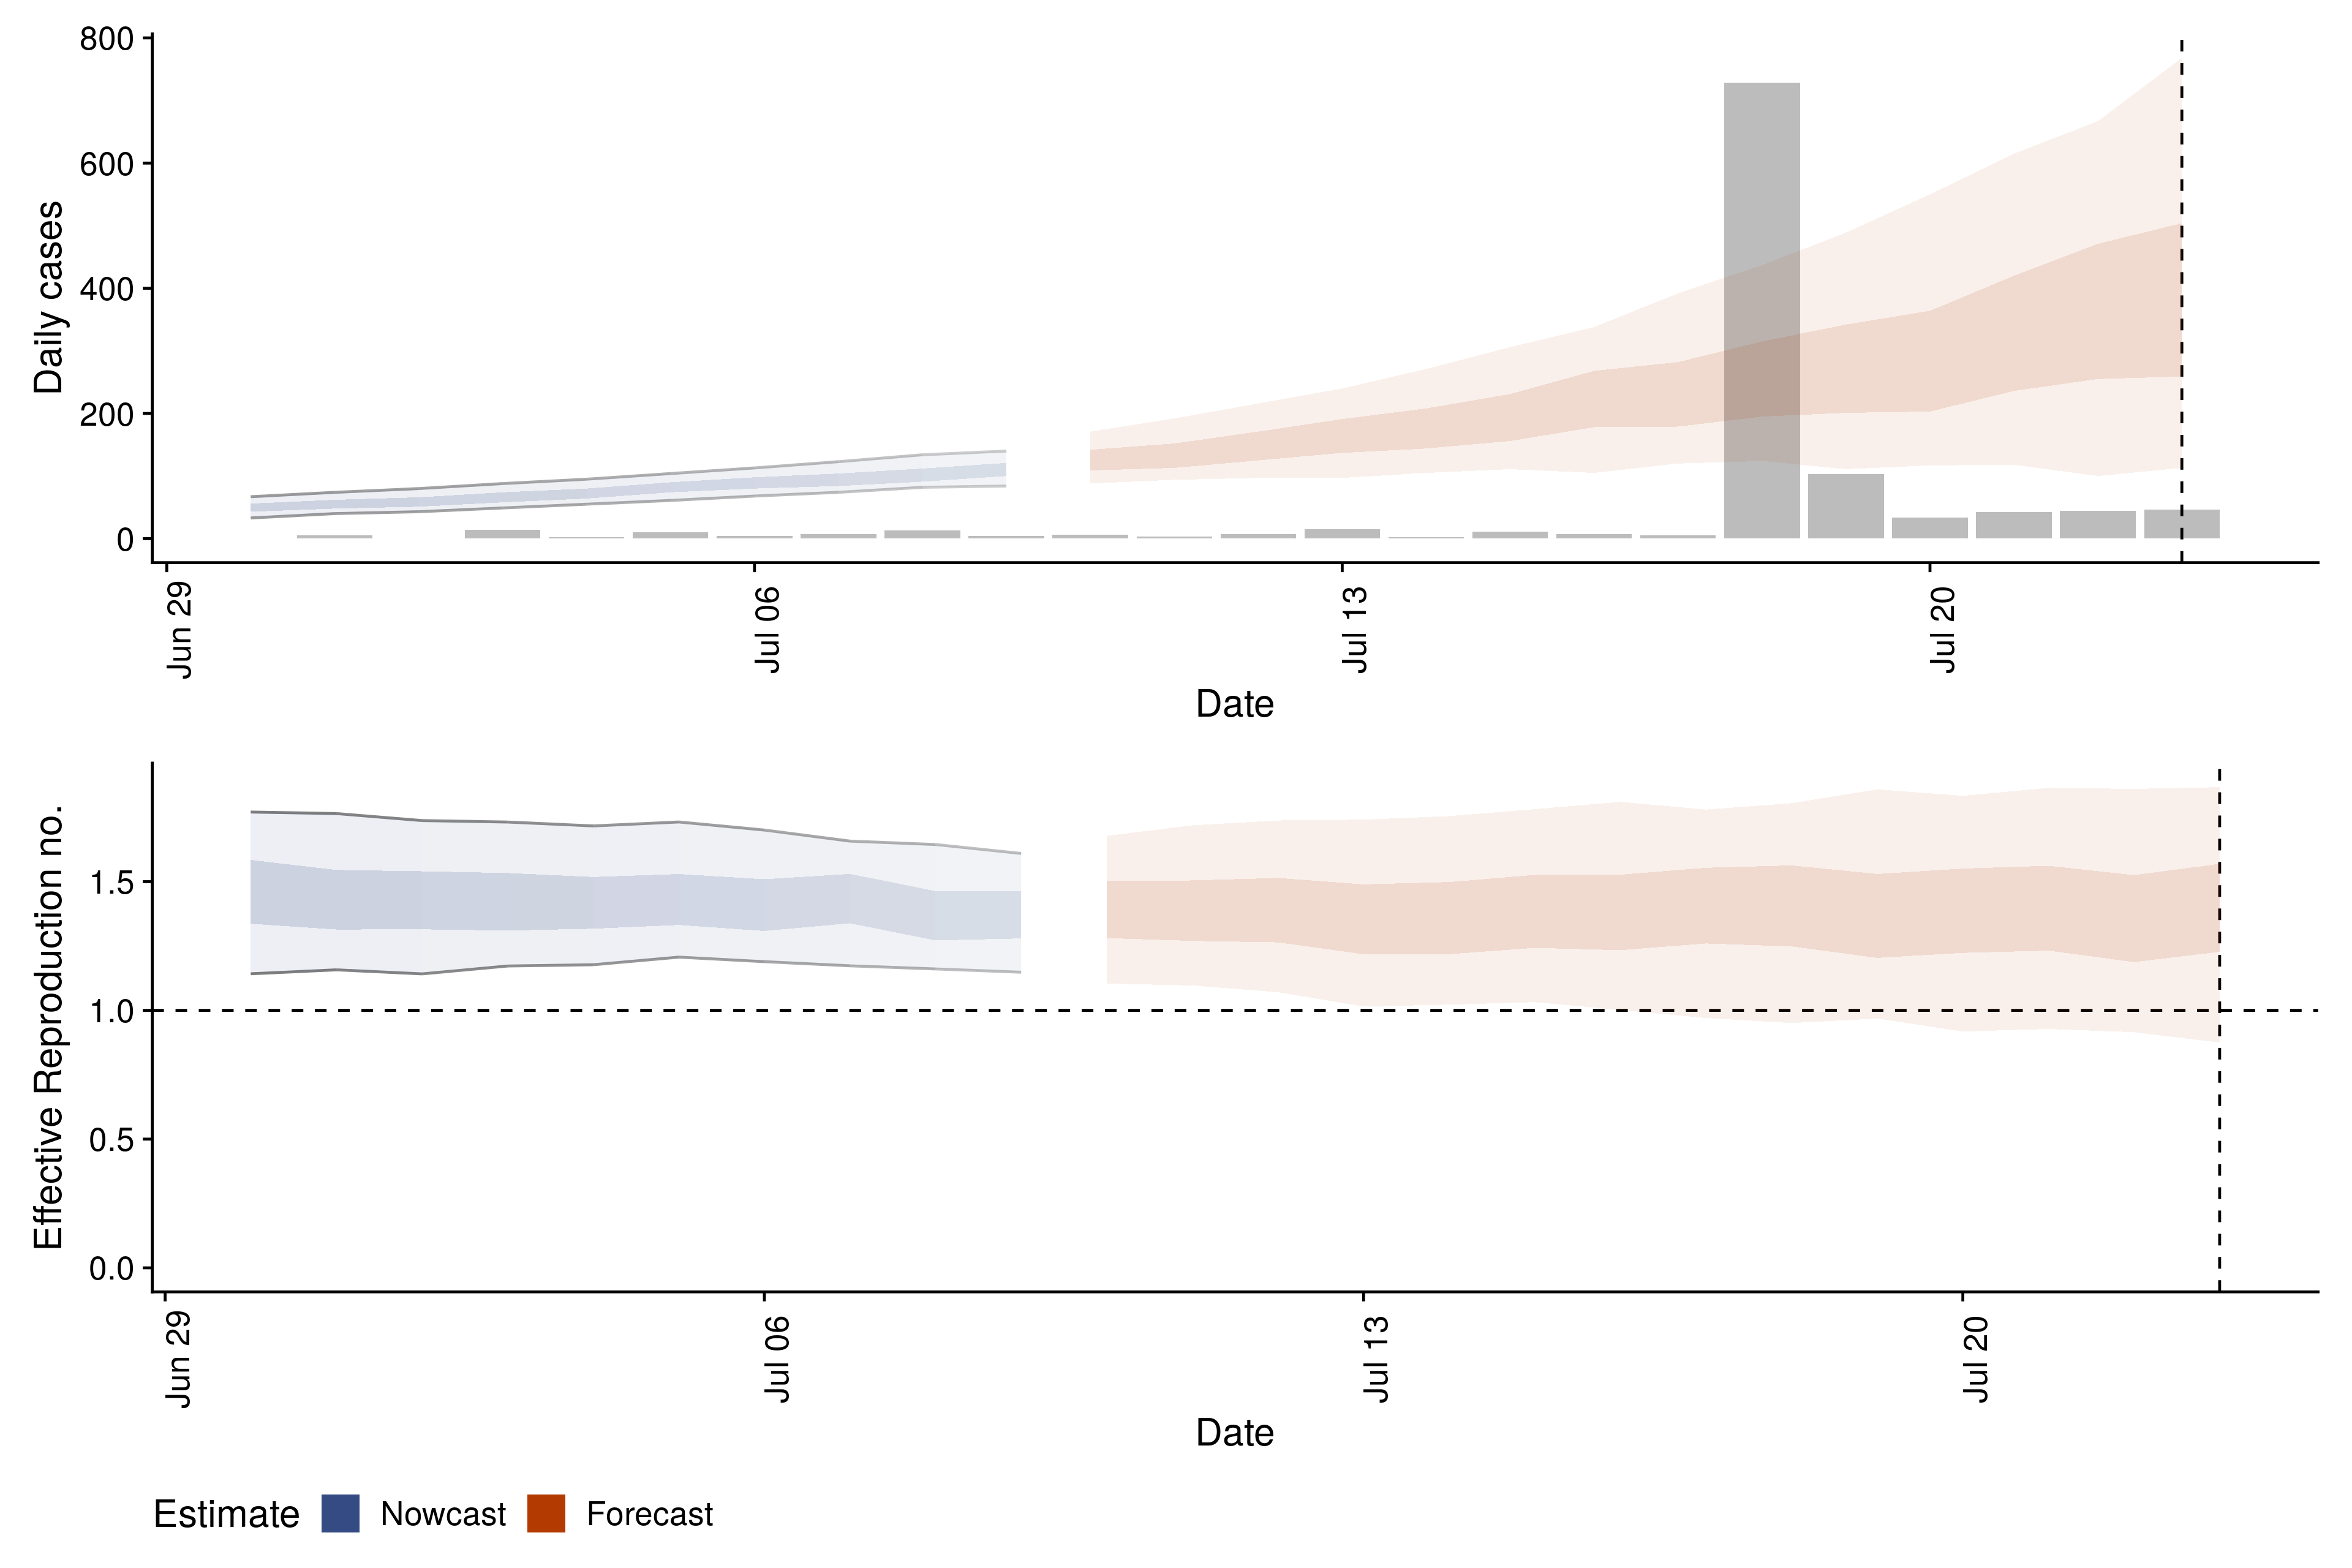 800
600
400
200
0
Daily cases
Jun 29
Jul 06
Jul 13
Jul 20
Date
1.5
1.0
0.5
0.0
Effective Reproduction no.
Jun 29
Jul 06
Jul 13
Jul 20
Date
Estimate Nowcast Forecast